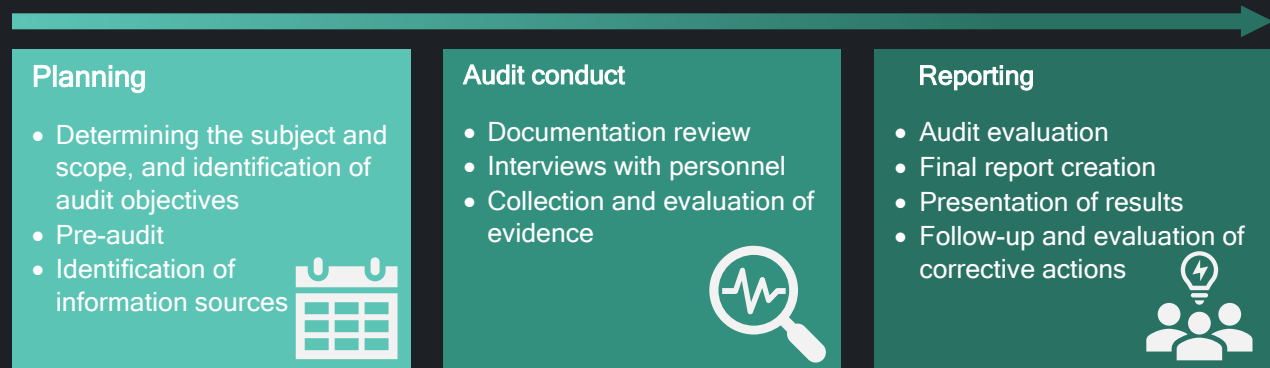 Planning
• Determining the subject and
scope, and identification of
audit objectives
• Pre-audit
• Identification of
information sources
Audit conduct
• Documentation review
• Interviews with personnel
• Collection and evaluation of
evidence
Reporting
• Audit evaluation
• Final report creation
• Presentation of results
• Follow-up and evaluation of
corrective actions